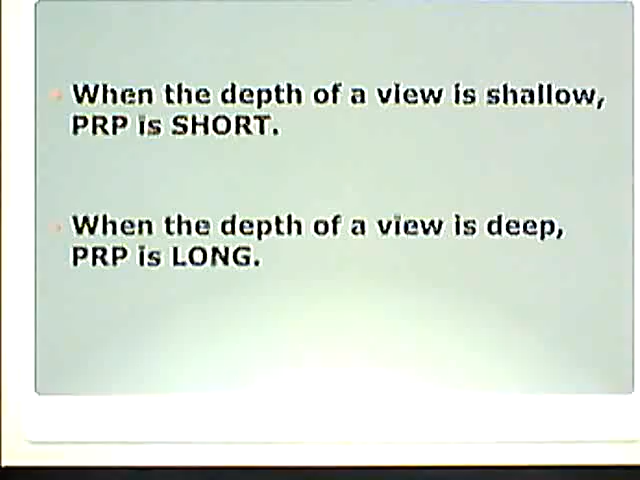 When the depth of a view is shallow,
PRP is SHORT.
When the depth of a view is deep,
PRP is LONG.